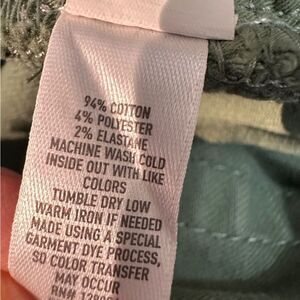 94% COTTON
4% POLYESTER
2% ELASTANE
MACHINE WASH COLD
INSIDE OUT WITH LIKE
COLORS
TUMBLE DRY LOW
WARM IRON IF NEEDED
MADE USING A SPECIAL
GARMENT DYE PROCESS,
SO COLOR TRANSFER
MAY OCCUR
RN#